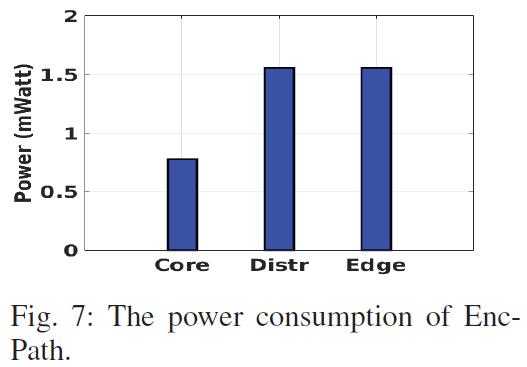 2
1.5
1
0.5
0
Power (mWatt)
Core Distr Edge
Fig. 7: The power consumption of Enc-
Path.